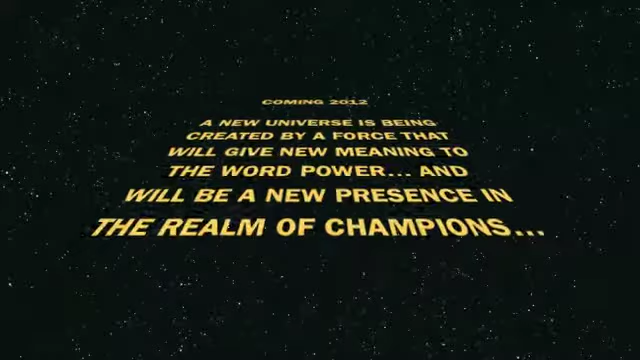 COMING 2012
A NEW UNIVERSE IS BEING
CREATED BY A FORCE THAT
WILL GIVE NEW MEANING TO
THE WORD POWER... AND
WILL BE A NEW PRESENCE IN
THE REALM OF CHAMPIONS...